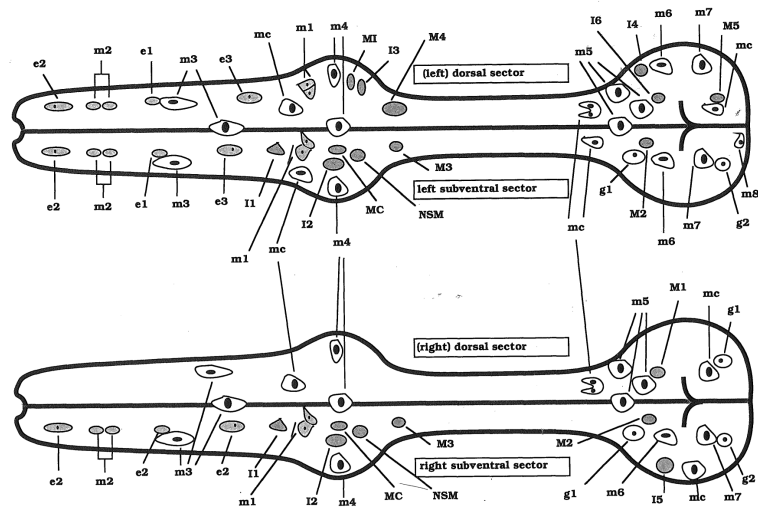 m1 m4
mc MI I3 M4
I6 I4 m6 m7
m2 e1 m3 e3 m5 M5
e2 mc
(left) dorsal sector
left subventral sector
e2 m2 e1 m3 e3 I1 I2 MC NSM M3
g1 M2 m6 m7 g2 m8
m1 mc m4 mc
m5 M1 mc g1
(right) dorsal sector
right subventral sector
e2 m2 e2 m3 e2 I1 m1 I2 m4 MC NSM M3
M2 g1 m6 I5 mc m7 g2